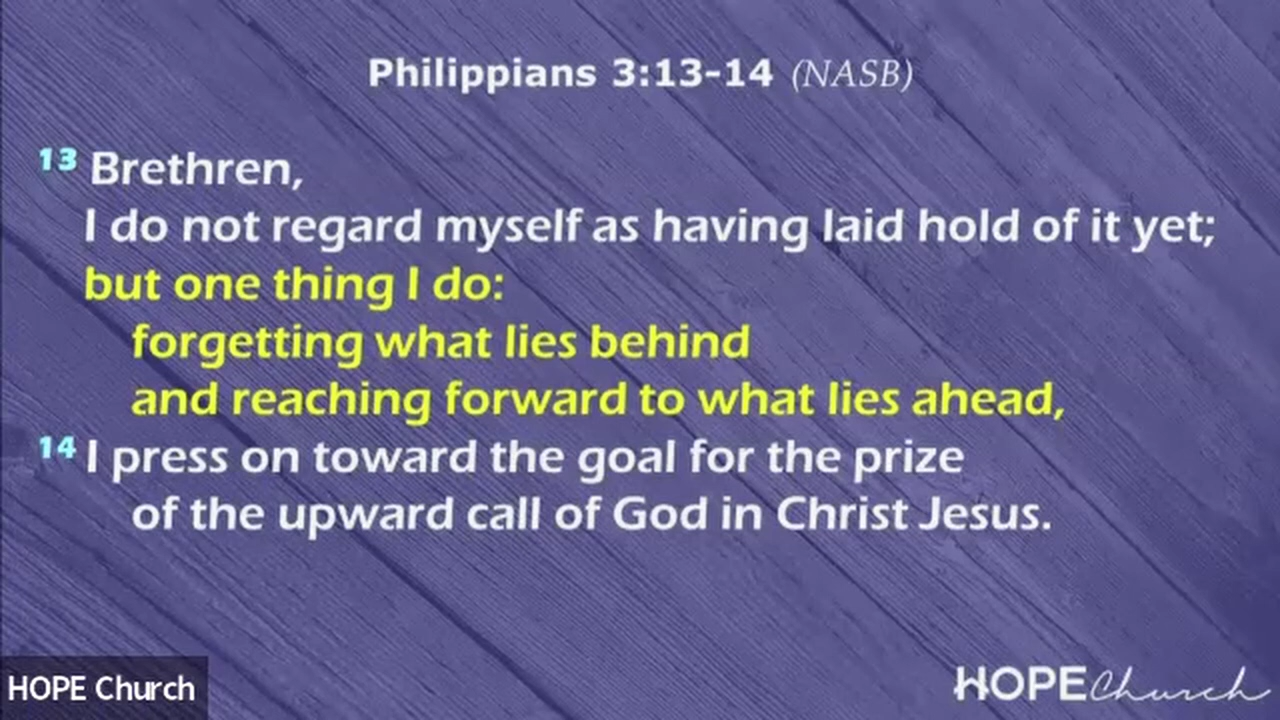 Philippians 3:13-14 (NASB)
13 Brethren,
I do not regard myself as having laid hold of it yet;
but one thing I do:
forgetting what lies behind
and reaching forward to what lies ahead,
14 I press on toward the goal for the prize
of the upward call of God in Christ Jesus.
HOPE Church
HOPE Church